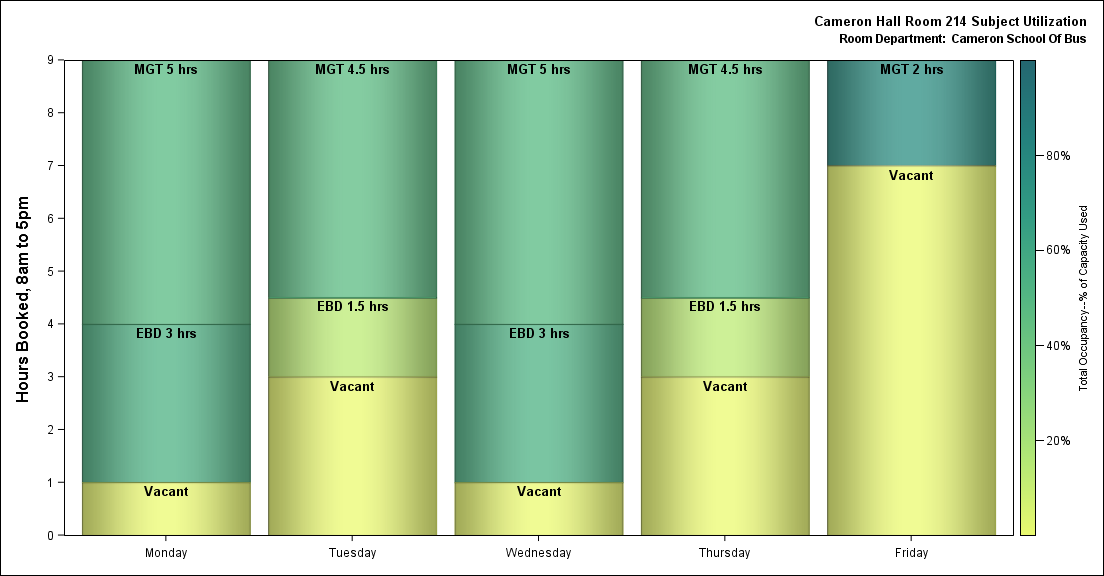 Cameron Hall Room 214 Subject Utilization
Room Department: Cameron School Of Bus
Hours Booked, 8am to 5pm
9
8
7
6
5
4
3
2
1
0
MGT 5 hrs
EBD 3 hrs
Vacant
MGT 4.5 hrs
EBD 1.5 hrs
Vacant
MGT 5 hrs
EBD 3 hrs
Vacant
MGT 4.5 hrs
EBD 1.5 hrs
Vacant
MGT 2 hrs
Vacant
Monday
Tuesday
Wednesday
Thursday
Friday
80%
60%
40%
20%
Total Occupancy--% of Capacity Used